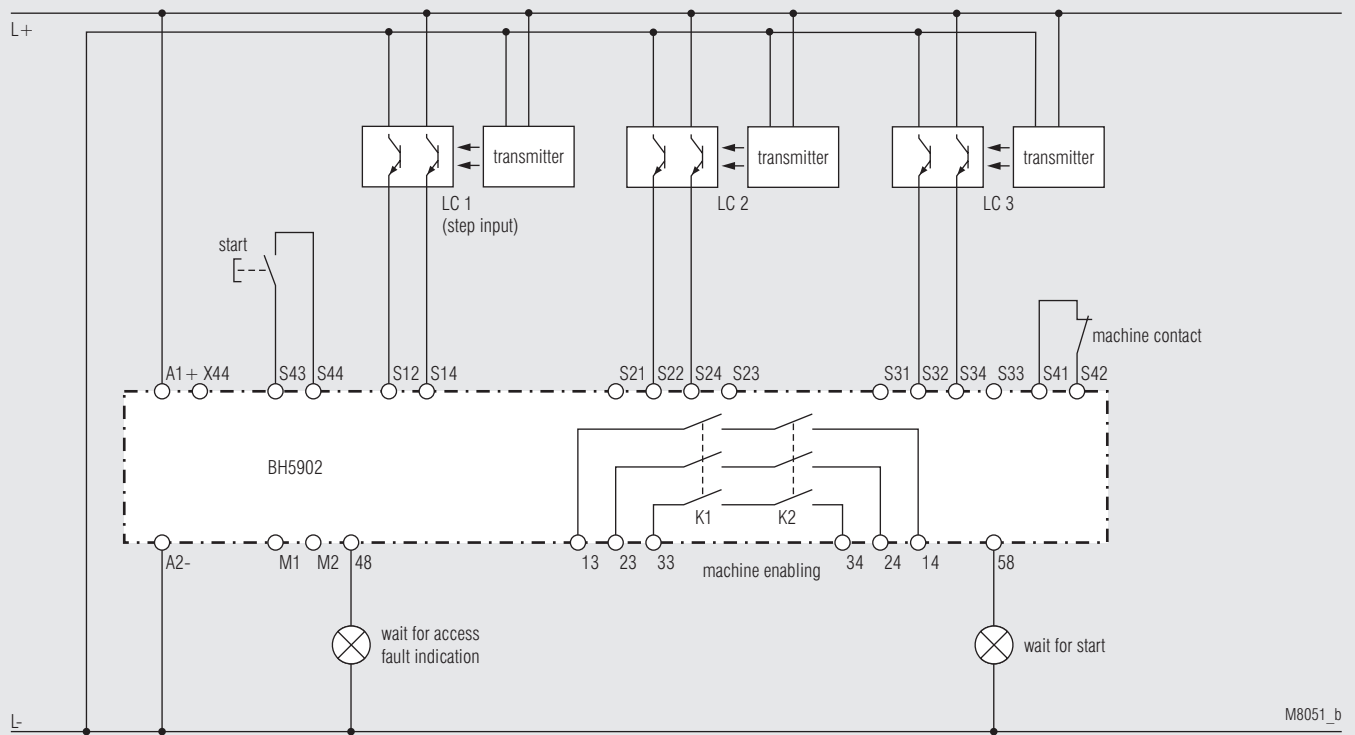 L+
transmitter
transmitter
transmitter
LC 1
(step input)
LC 2
LC 3
start
machine contact
A1+ X44 S43 S44 S12 S14 S21 S22 S24 S23 S31 S32 S34 S33 S41 S42
BH5902
K1 K2
A2- M1 M2 48 13 23 33 machine enabling 34 24 14 58
wait for access
fault indication
wait for start
L-
M8051_b